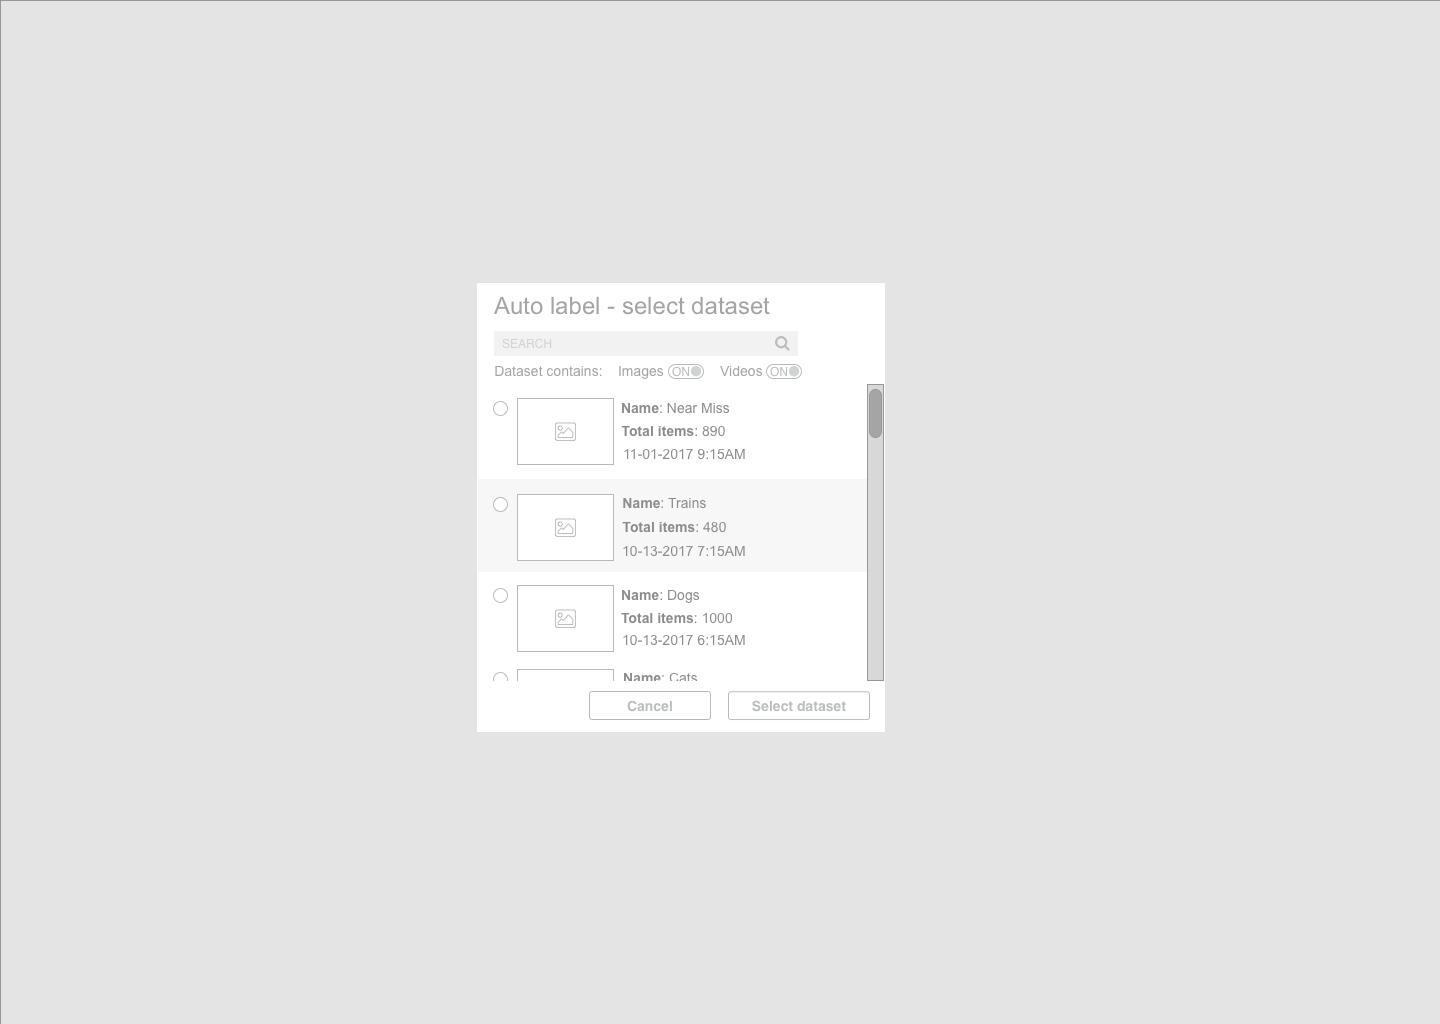 Auto label - select dataset
SEARCH
Dataset contains: Images ON Videos ON
Name: Near Miss
Total items: 890
11-01-2017 9:15AM
Name: Trains
Total items: 480
10-13-2017 7:15AM
Name: Dogs
Total items: 1000
10-13-2017 6:15AM
Name: Cats
Cancel Select dataset